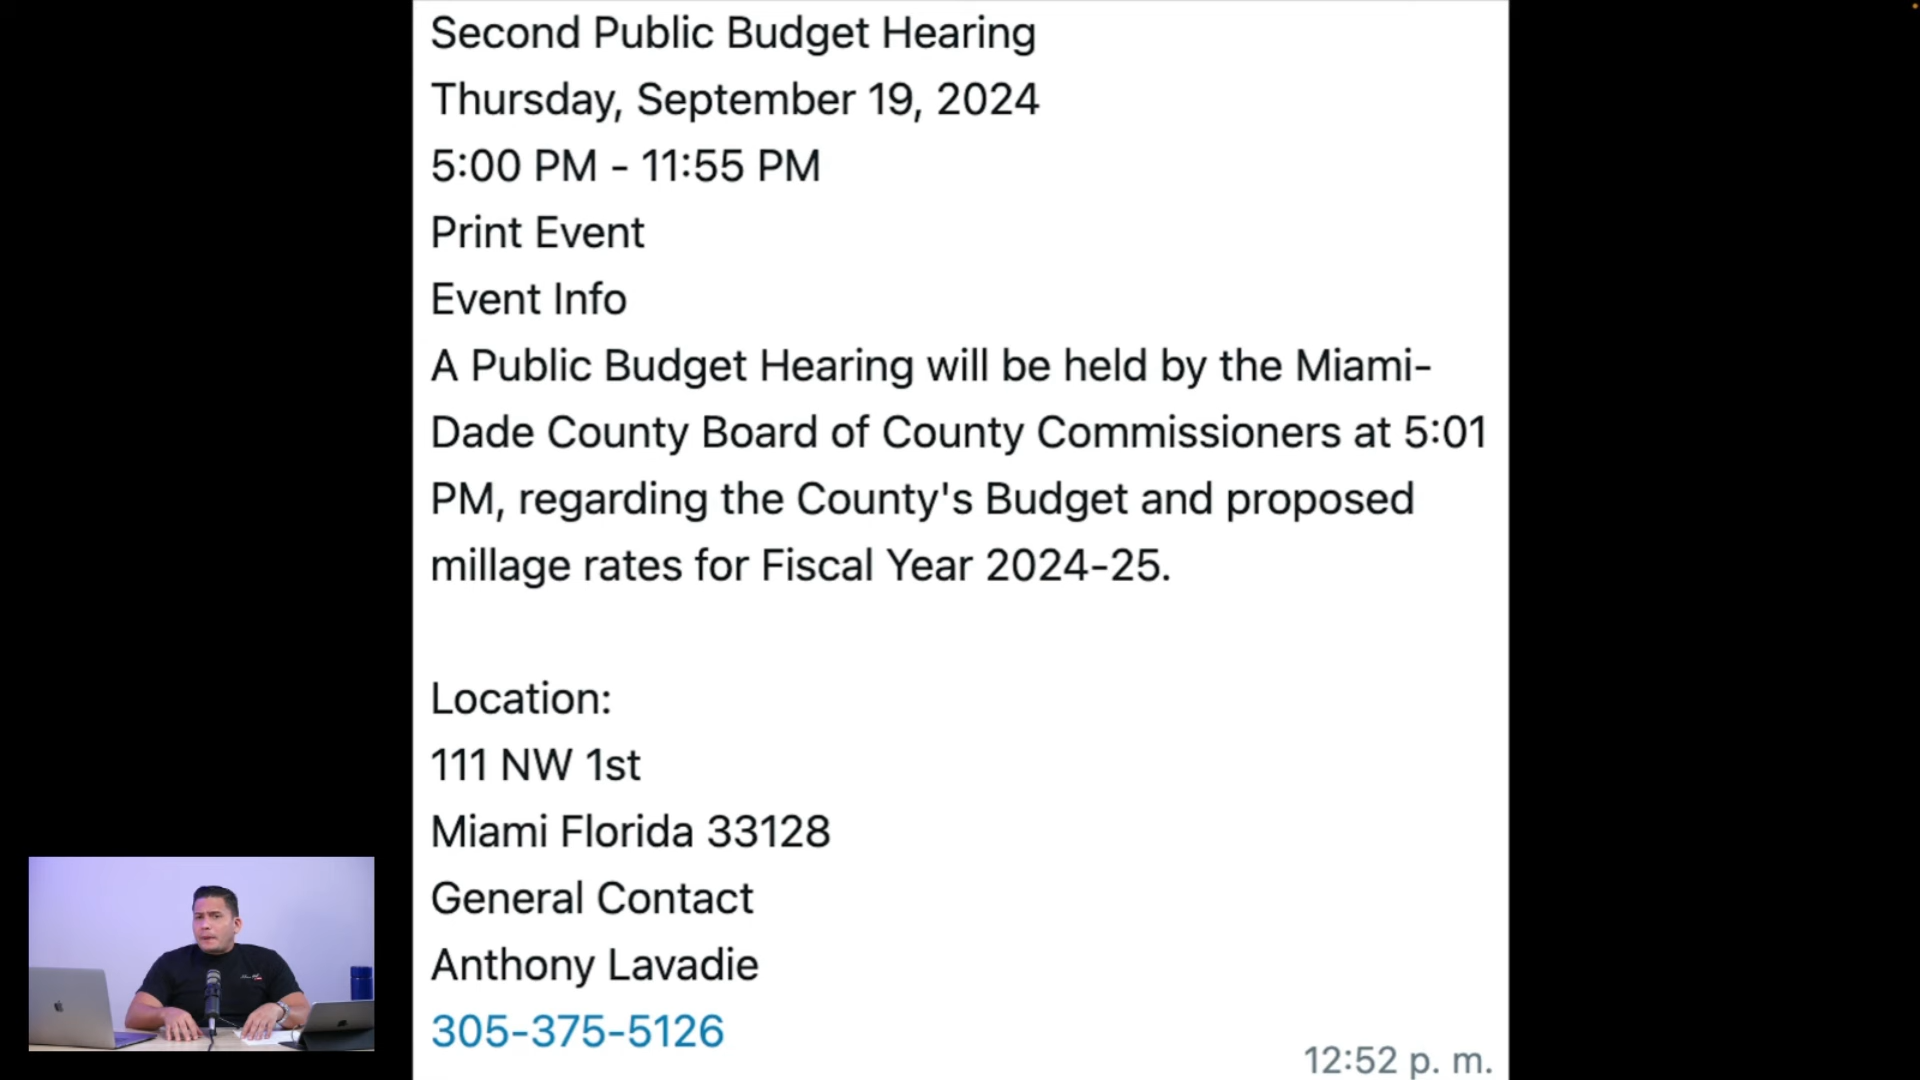 Second Public Budget Hearing
Thursday, September 19, 2024
5:00 PM - 11:55 PM
Print Event
Event Info
A Public Budget Hearing will be held by the Miami-
Dade County Board of County Commissioners at 5:01
PM, regarding the County's Budget and proposed
millage rates for Fiscal Year 2024-25.
Location:
111 NW 1st
Miami Florida 33128
General Contact
Anthony Lavadie
305-375-5126
12:52 p. m.